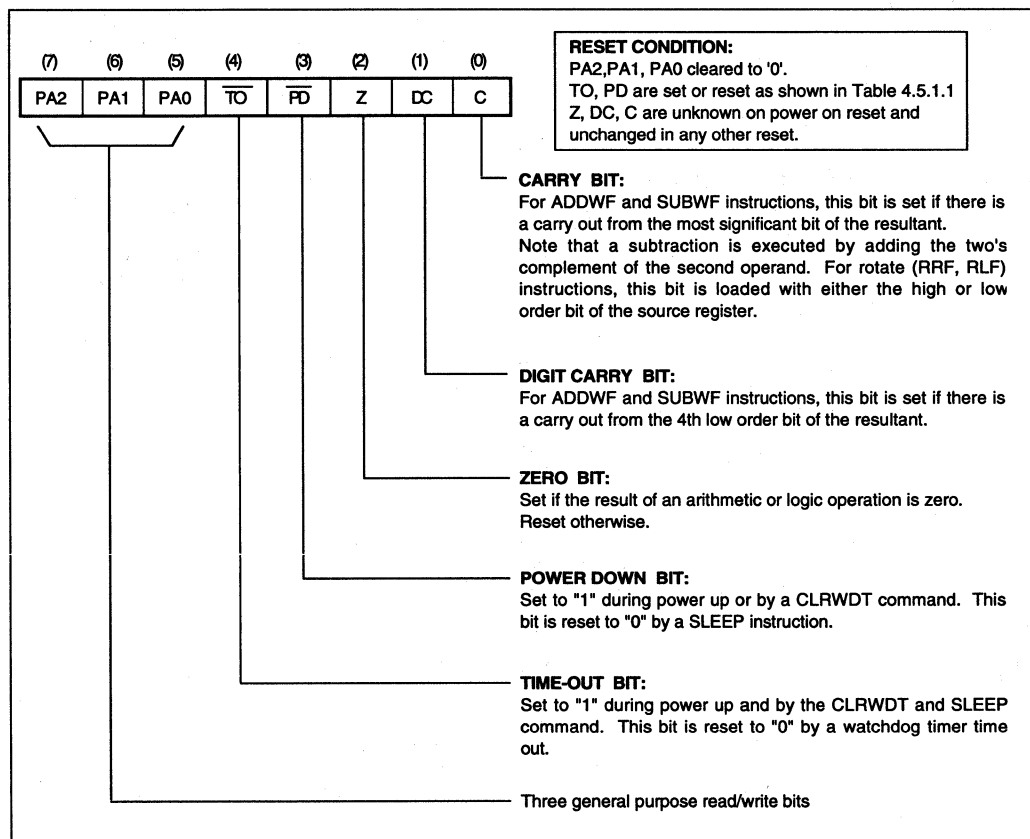 (7) (6) (5) (4) (3) (2) (1) (0)
PA2 PA1 PA0 TO PD Z DC C
RESET CONDITION:
PA2,PA1, PA0 cleared to '0'.
TO, PD are set or reset as shown in Table 4.5.1.1
Z, DC, C are unknown on power on reset and
unchanged in any other reset.
CARRY BIT:
For ADDWF and SUBWF instructions, this bit is set if there is
a carry out from the most significant bit of the resultant.
Note that a subtraction is executed by adding the two's
complement of the second operand. For rotate (RRF, RLF)
instructions, this bit is loaded with either the high or low
order bit of the source register.
DIGIT CARRY BIT:
For ADDWF and SUBWF instructions, this bit is set if there is
a carry out from the 4th low order bit of the resultant.
ZERO BIT:
Set if the result of an arithmetic or logic operation is zero.
Reset otherwise.
POWER DOWN BIT:
Set to "1" during power up or by a CLRWDT command. This
bit is reset to "0" by a SLEEP instruction.
TIME-OUT BIT:
Set to "1" during power up and by the CLRWDT and SLEEP
command. This bit is reset to "0" by a watchdog timer time
out.
Three general purpose read/write bits